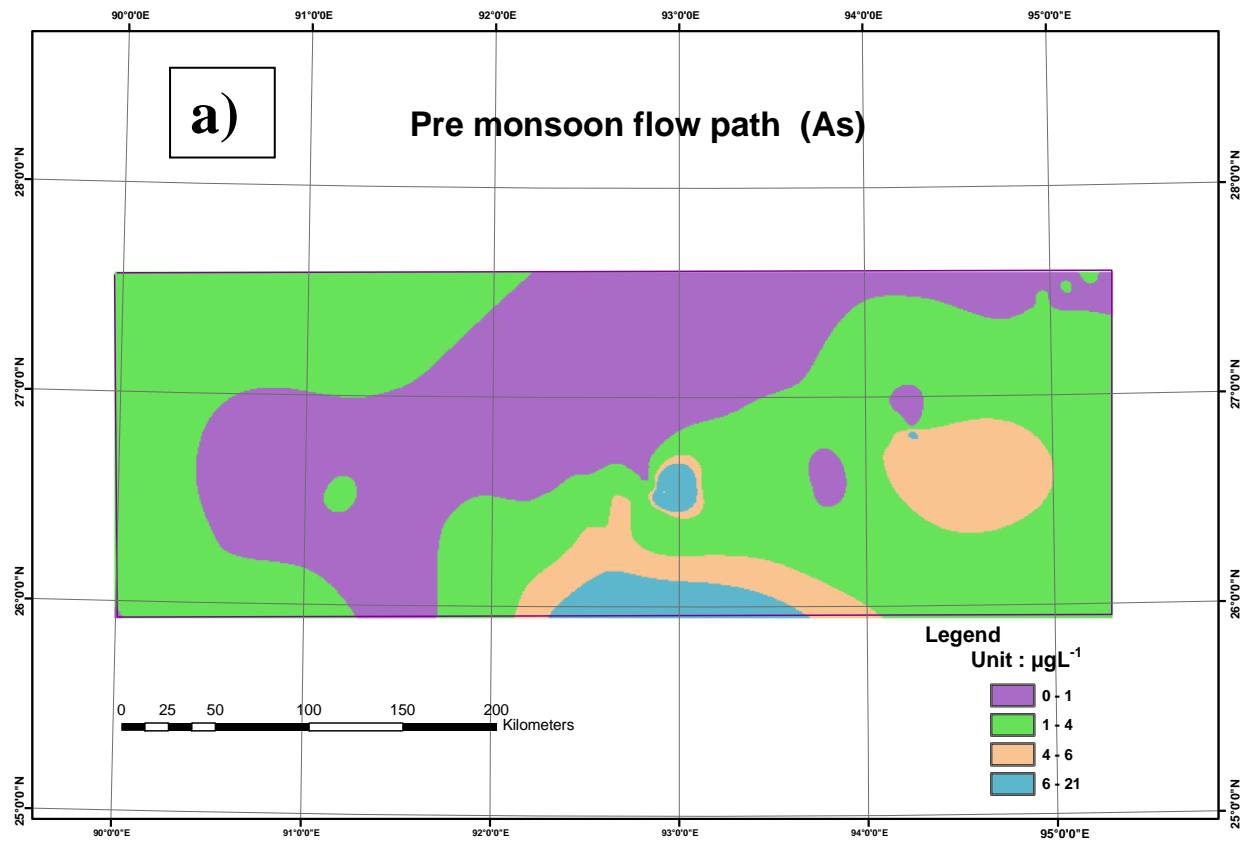 90°0'0"E 91°0'0"E 92°0'0"E 93°0'0"E 94°0'0"E 95°0'0"E
a)
Pre monsoon flow path (As)
28°0'0"N 28°0'0"N
27°0'0"N 27°0'0"N
26°0'0"N 26°0'0"N
Legend
Unit : µgL-1
0 - 1
1 - 4
4 - 6
6 - 21
0 25 50 100 150 200
Kilometers
25°0'0"N 25°0'0"N
90°0'0"E 91°0'0"E 92°0'0"E 93°0'0"E 94°0'0"E 95°0'0"E